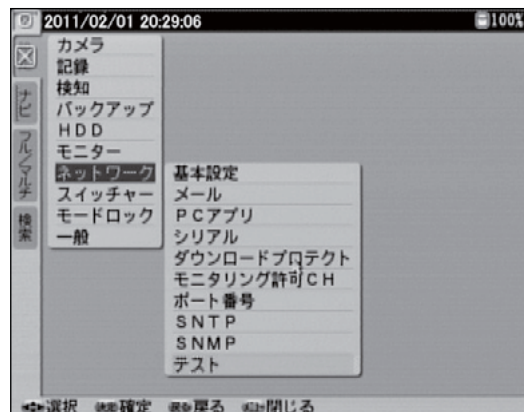 2011/02/01 20:29:06 100%
カメラ
記録
検知
バックアップ
HDD
モニター
ネットワーク
スイッチャー
モードロック
一般
基本設定
メール
PCアプリ
シリアル
ダウンロードプロテクト
モニタリング許可CH
ポート番号
SNTP
SNMP
テスト
ナビ
フル/マルチ
検索
選択 確定 戻る 閉じる